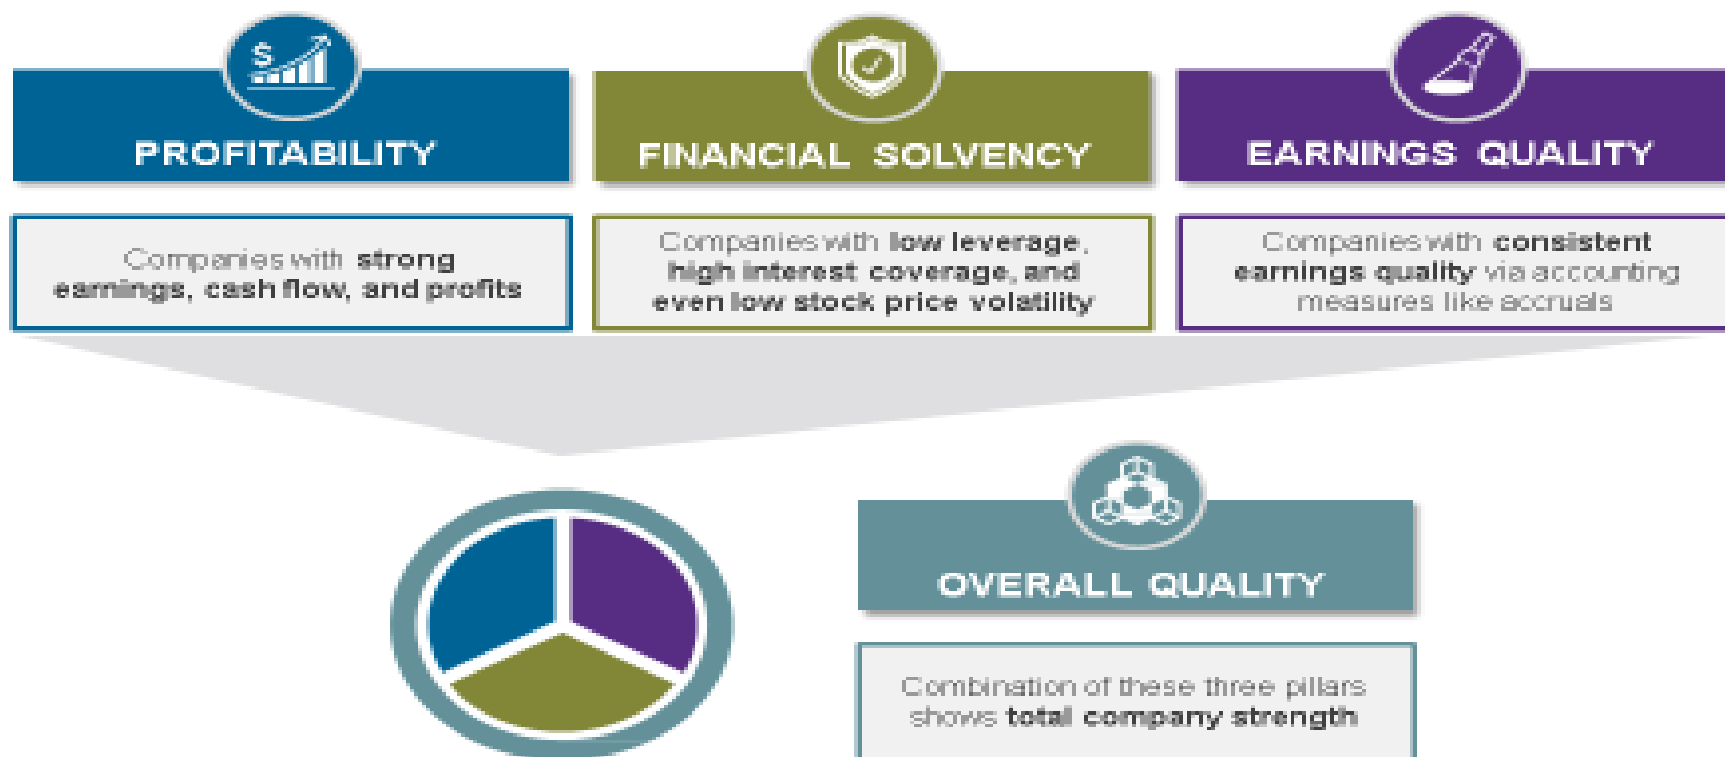 $
PROFITABILITY
Companies with strong
earnings, cash flow, and profits
FINANCIAL SOLVENCY
Companies with low leverage,
high interest coverage, and
even low stock price volatility
EARNINGS QUALITY
Companies with consistent
earnings quality via accounting
measures like accruals
OVERALL QUALITY
Combination of these three pillars
shows total company strength